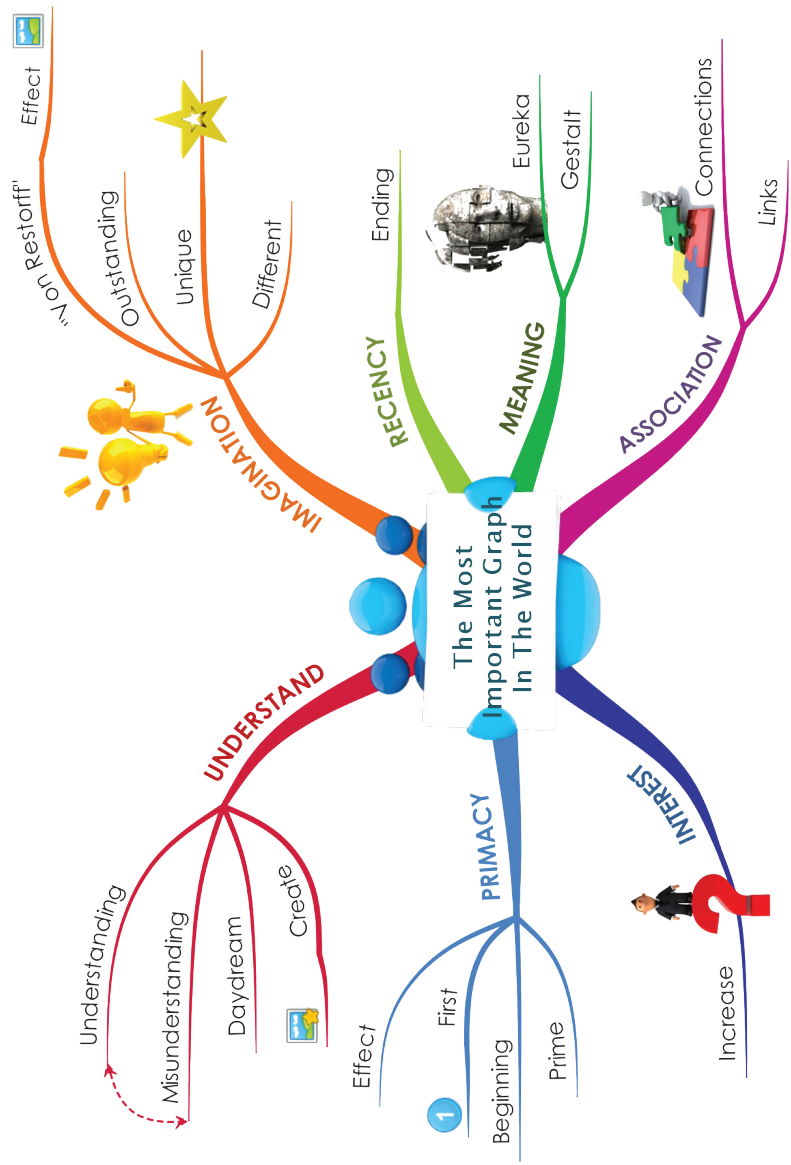 The Most
Important Graph
In The World
IMAGINATION
"Von Restorff"
Effect
Outstanding
Unique
Different
RECENCY
Ending
MEANING
Eureka
Gestalt
ASSOCIATION
Connections
Links
INTEREST
Increase
PRIMACY
Effect
First
1
Beginning
Prime
UNDERSTAND
Understanding
Misunderstanding
Daydream
Create